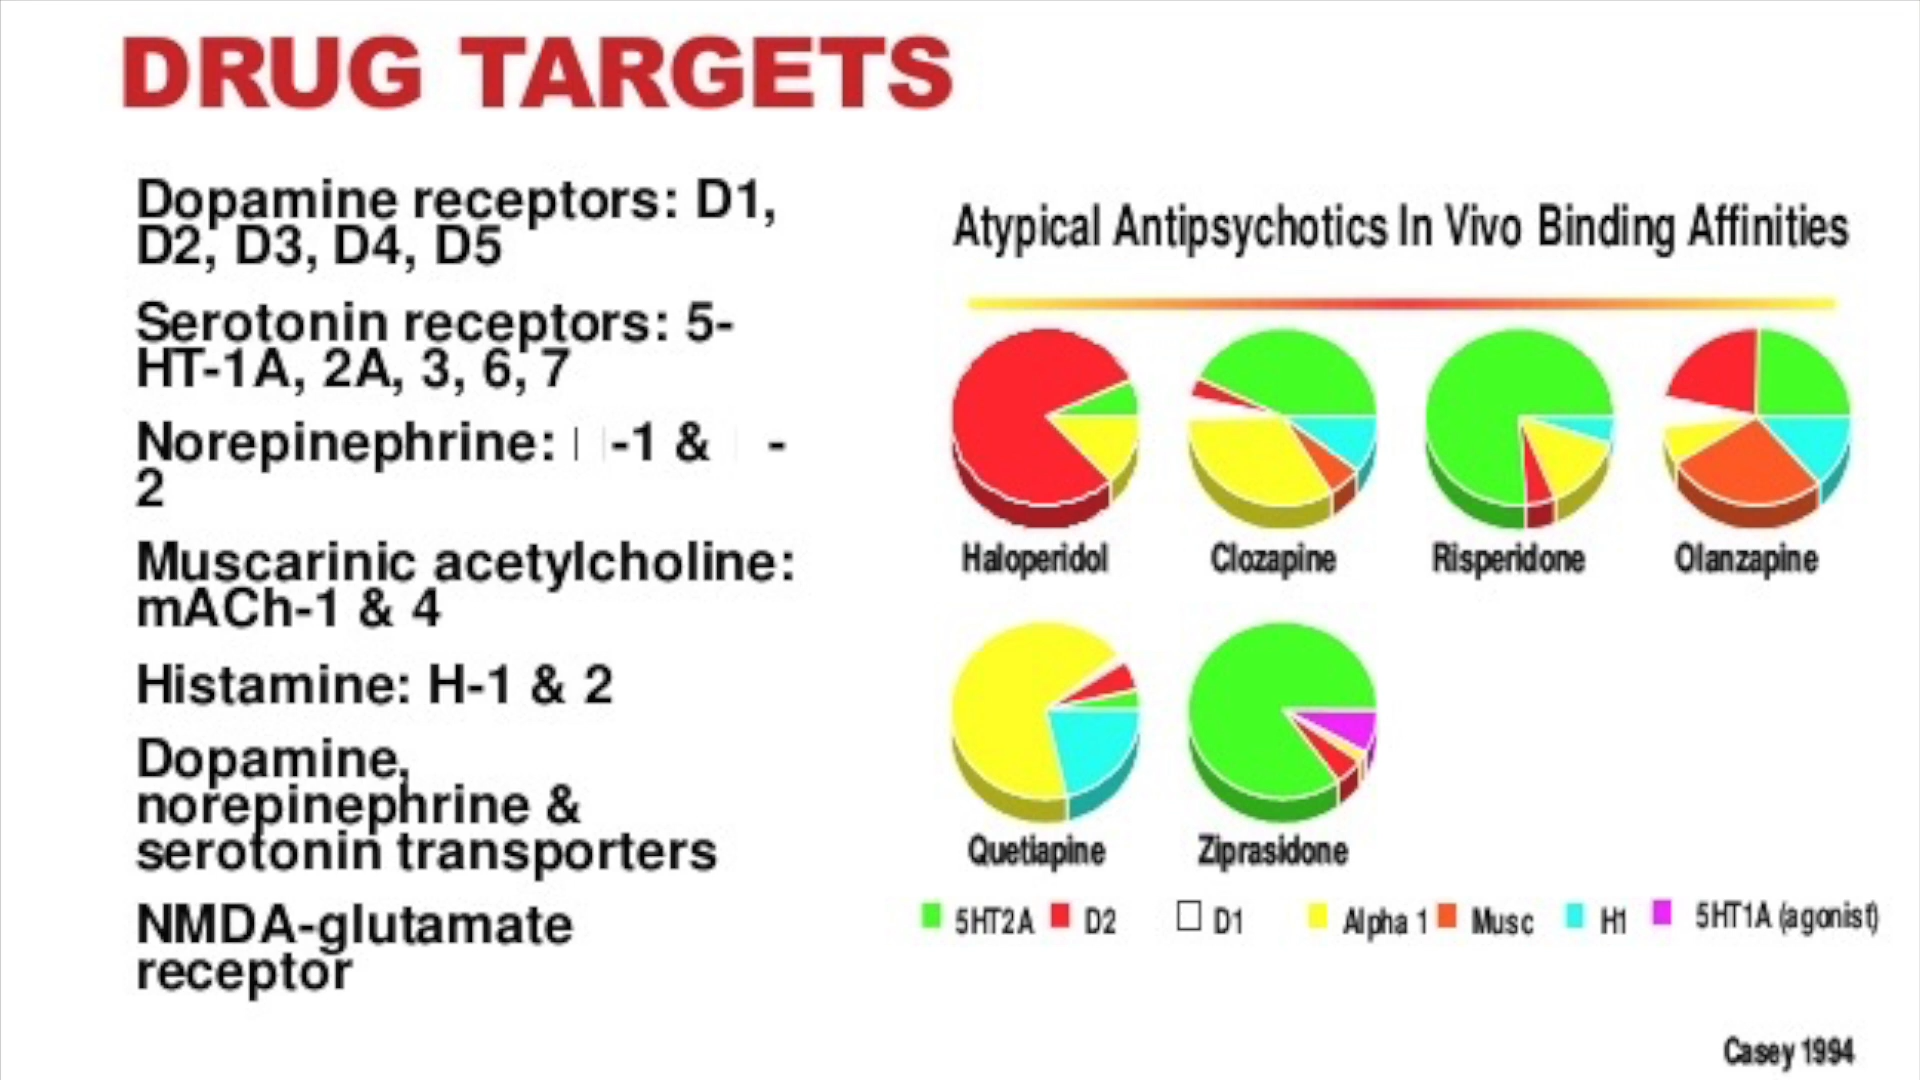 DRUG TARGETS
Dopamine receptors: D1,
D2, D3, D4, D5
Serotonin receptors: 5-
HT-1A, 2A, 3, 6, 7
Norepinephrine: -1 & -
2
Muscarinic acetylcholine:
mACh-1 & 4
Histamine: H-1 & 2
Dopamine,
norepinephrine &
serotonin transporters
NMDA-glutamate
receptor
Atypical Antipsychotics In Vivo Binding Affinities
Haloperidol Clozapine Risperidone Olanzapine
Quetiapine Ziprasidone
5HT2A D2 D1 Alpha 1 Musc H1 5HT1A (agonist)
Casey 1994